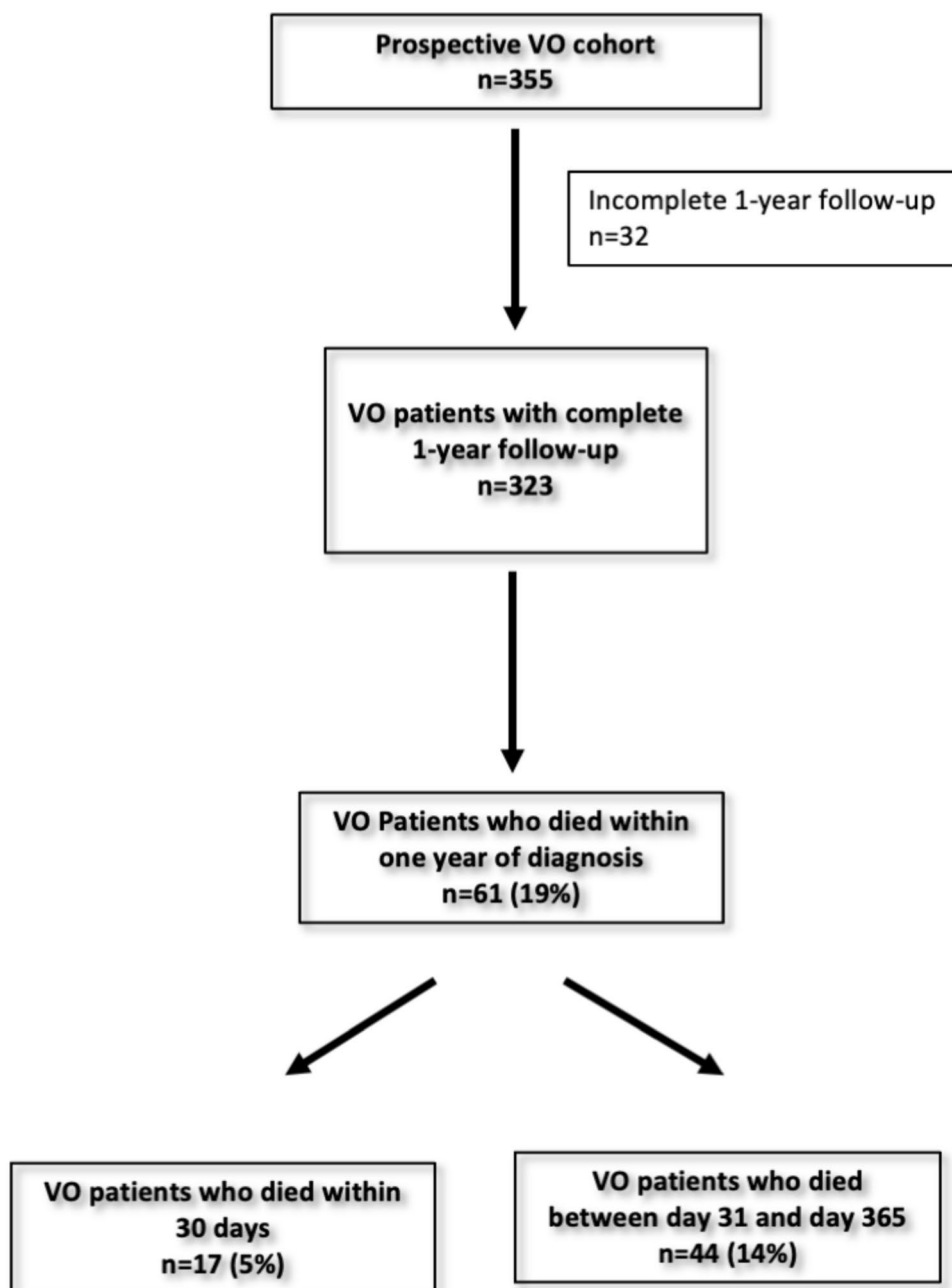 Prospective VO cohort
n=355
Incomplete 1-year follow-up
n=32
VO patients with complete
1-year follow-up
n=323
VO Patients who died within
one year of diagnosis
n=61 (19%)
VO patients who died within
30 days
n=17 (5%)
VO patients who died
between day 31 and day 365
n=44 (14%)